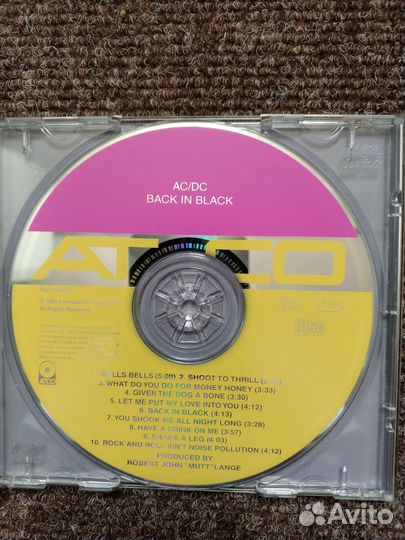 AC/DC
BACK IN BLACK
ATCO
All Rights Reserved.
DISC
ATCO
HELLS BELLS (5:09) 2. SHOOT TO THRILL
3. WHAT DO YOU DO FOR MONEY HONEY (3:33)
4. GIVEN THE DOG A BONE (3:30)
5. LET ME PUT MY LOVE INTO YOU (4:12)
6. BACK IN BLACK (4:13)
7. YOU SHOOK ME ALL NIGHT LONG (3:28)
8. HAVE A DRINK ON ME (3:57)
9. SHAKE A LEG (4:03)
10. ROCK AND ROLL AIN'T NOISE POLLUTION (4:12)
PRODUCED BY
ROBERT JOHN "MUTT" LANGE
Avito